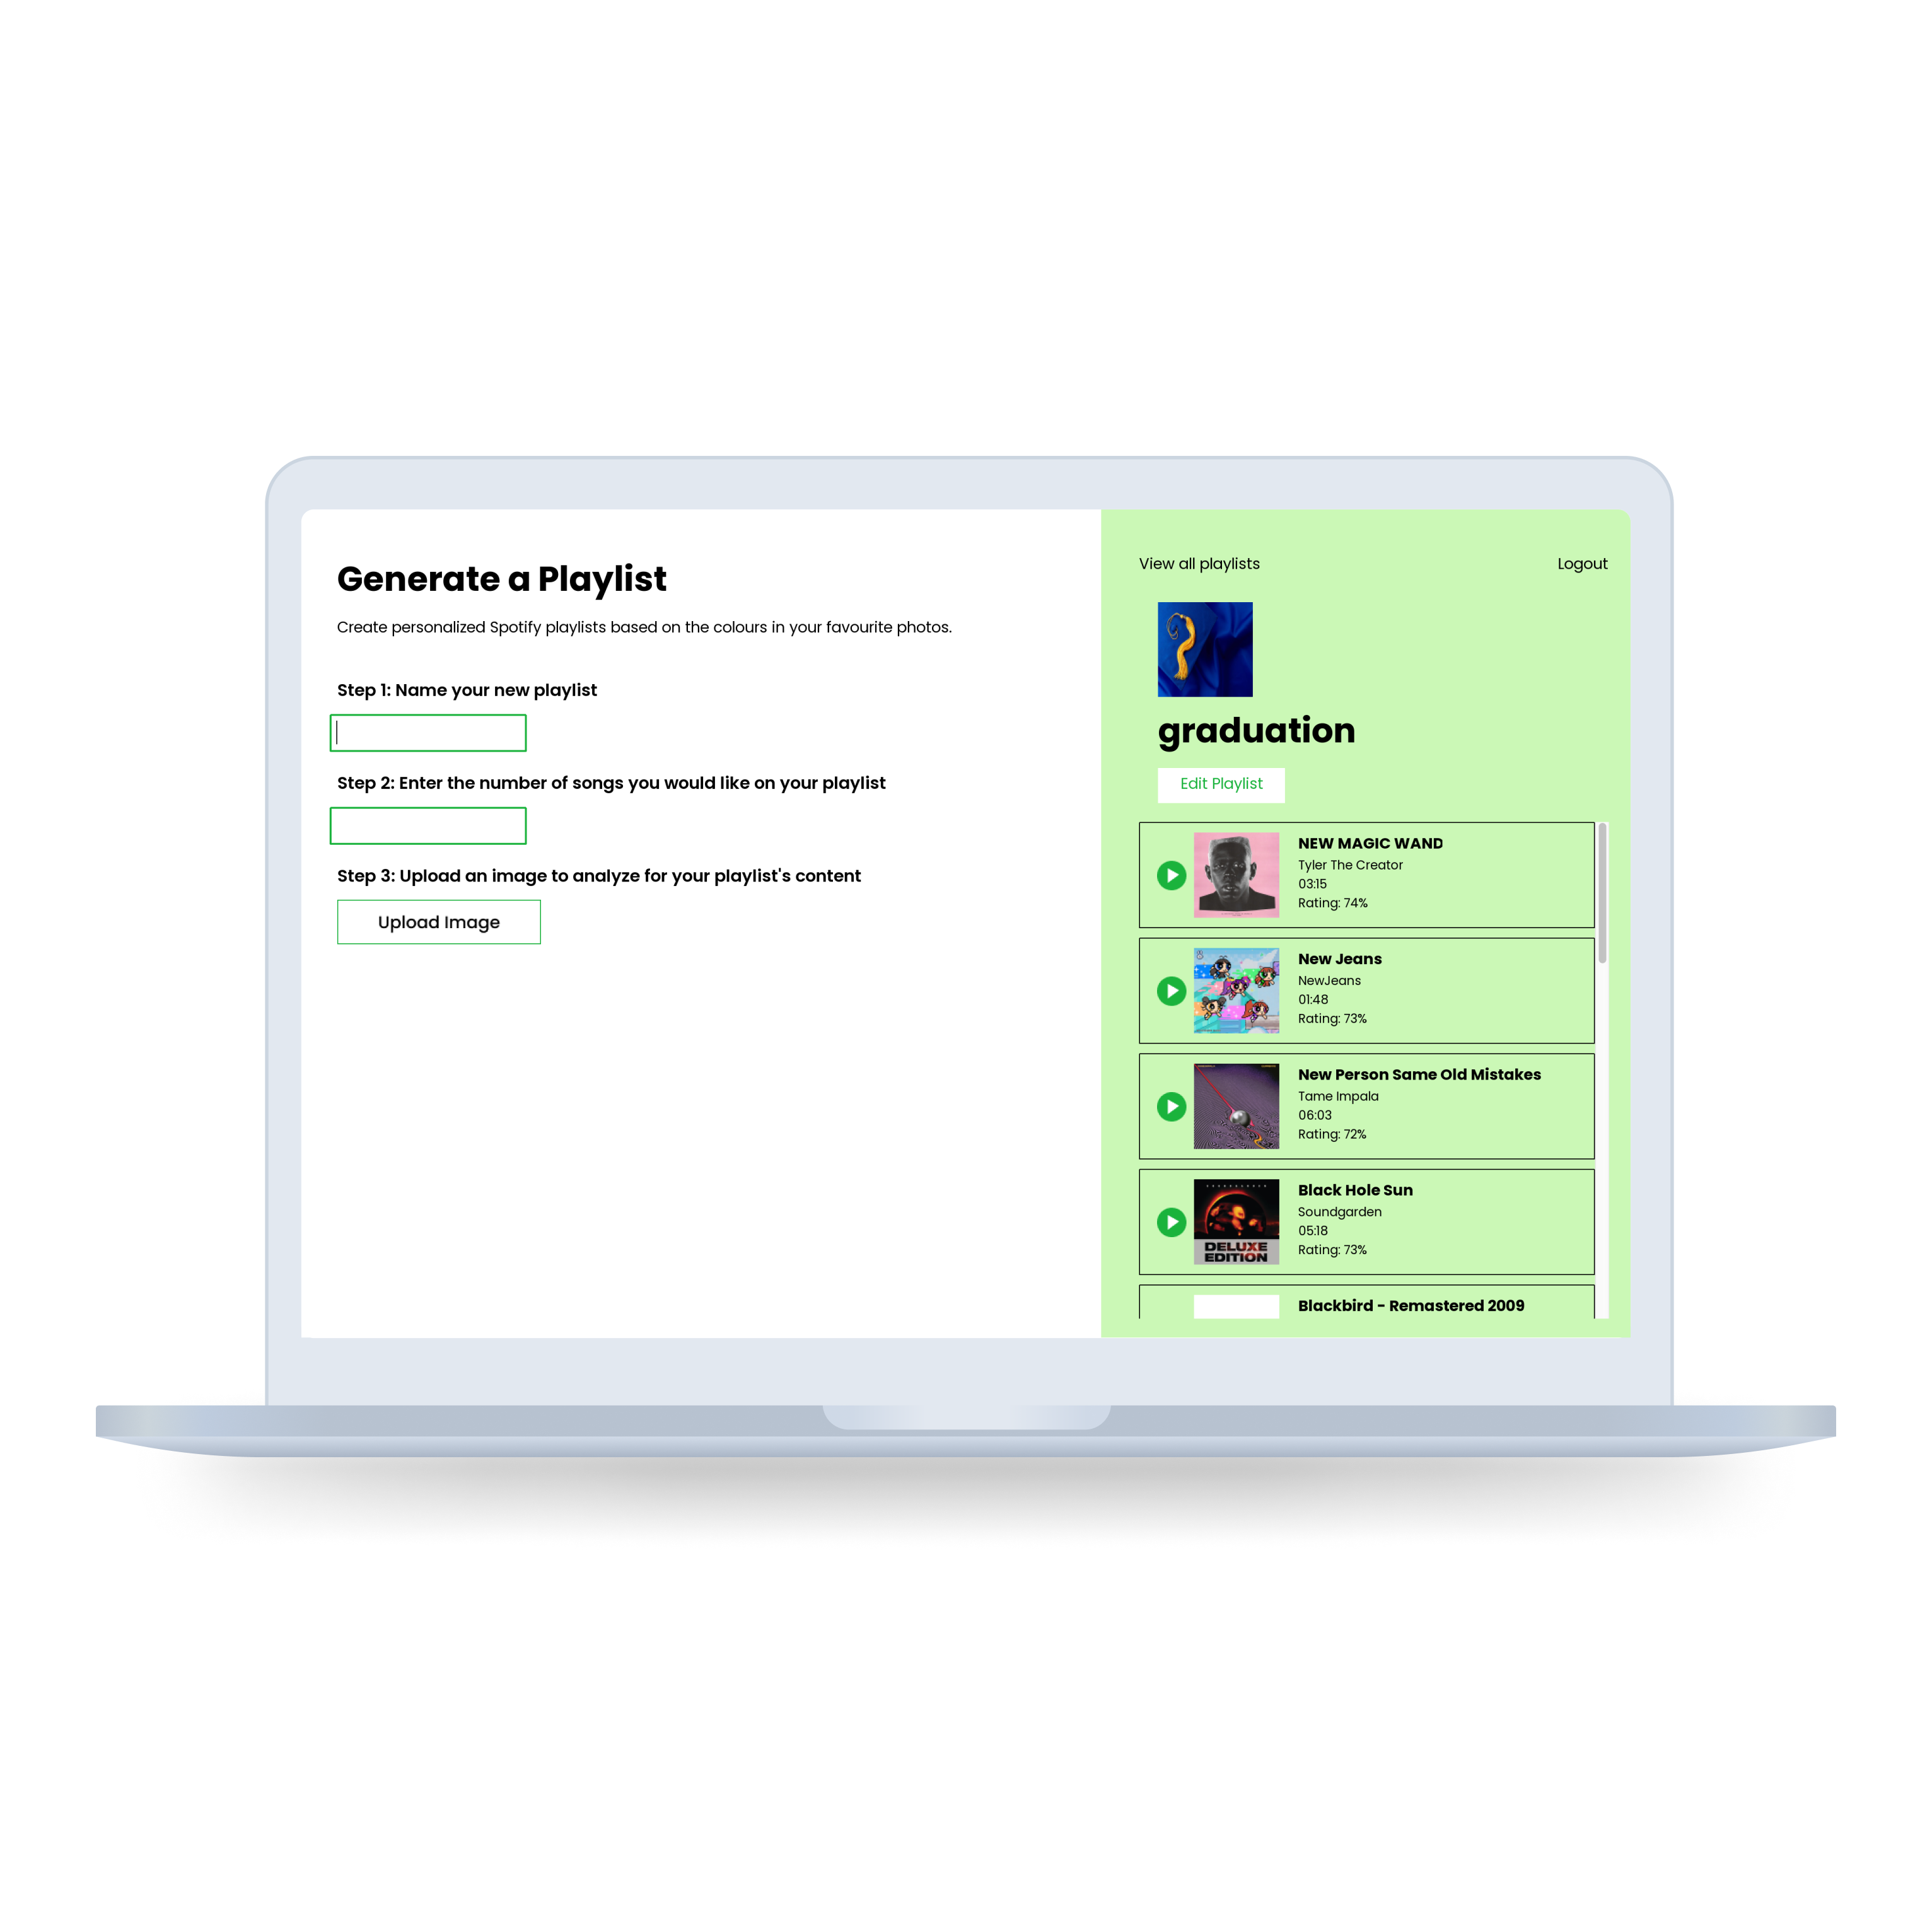 Generate a Playlist
Create personalized Spotify playlists based on the colours in your favourite photos.
Step 1: Name your new playlist
Step 2: Enter the number of songs you would like on your playlist
Step 3: Upload an image to analyze for your playlist's content
Upload Image
View all playlists
Logout
graduation
Edit Playlist
NEW MAGIC WAND
Tyler The Creator
03:15
Rating: 74%
New Jeans
NewJeans
01:48
Rating: 73%
New Person Same Old Mistakes
Tame Impala
06:03
Rating: 72%
Black Hole Sun
Soundgarden
05:18
Rating: 73%
DELUXE
EDITION
Blackbird - Remastered 2009